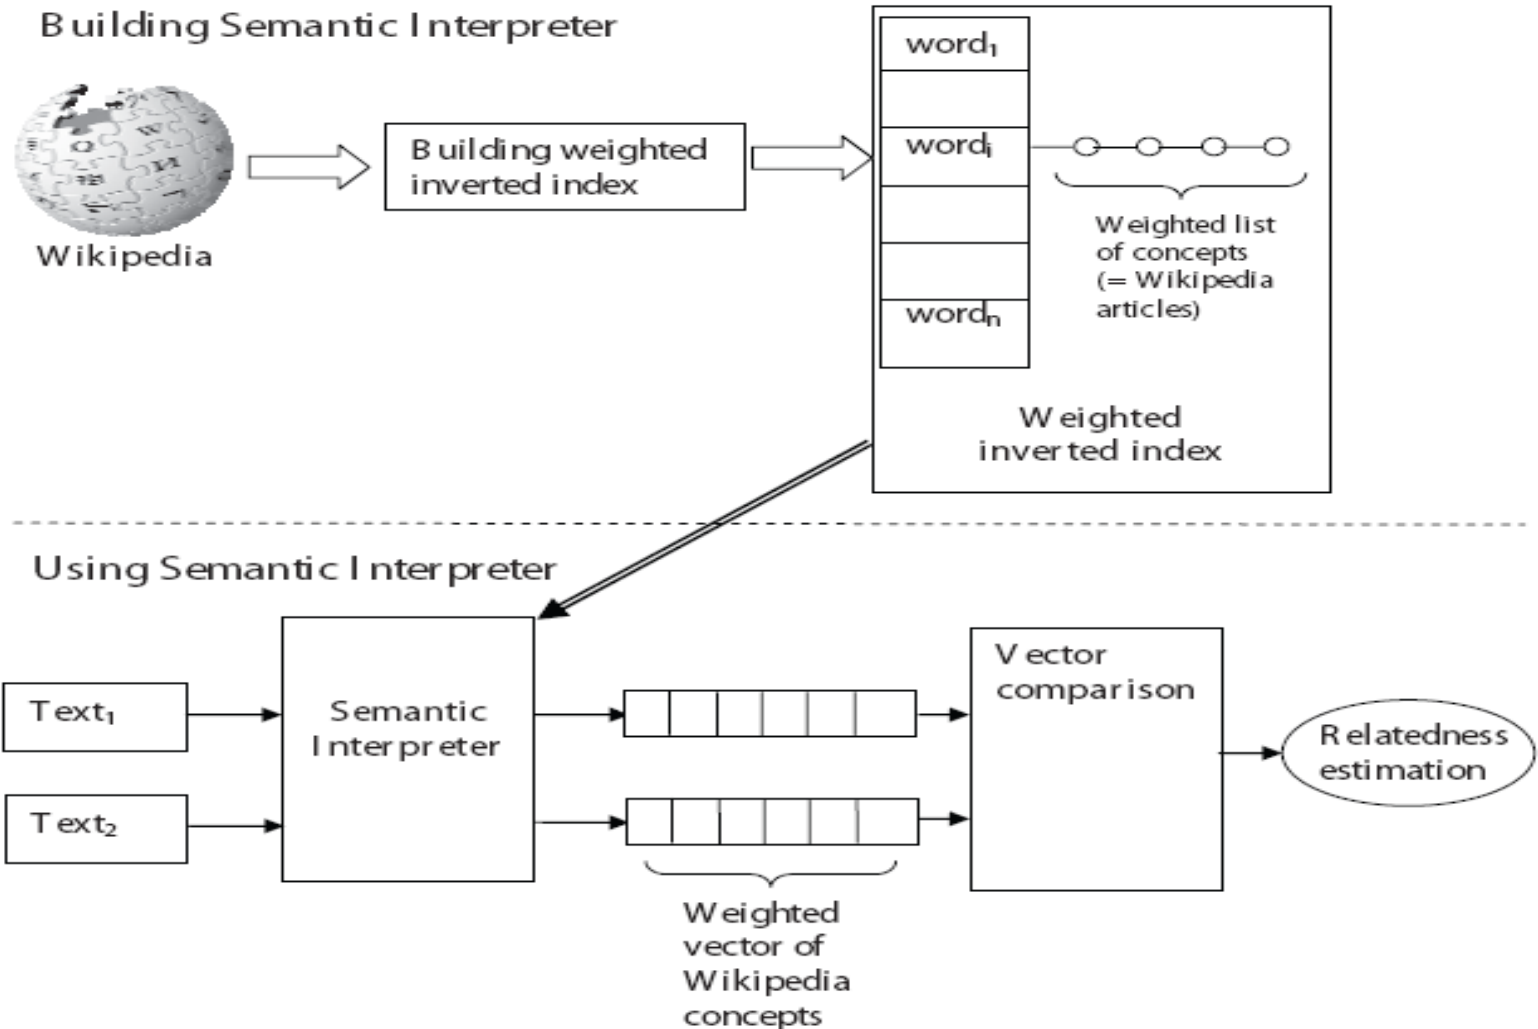 Building Semantic Interpreter
Wikipedia
Building weighted
inverted index
word₁
wordᵢ
wordₙ
Weighted list
of concepts
(= Wikipedia
articles)
Weighted
inverted index
Using Semantic Interpreter
Text₁
Text₂
Semantic
Interpreter
Weighted
vector of
Wikipedia
concepts
Vector
comparison
Relatedness
estimation